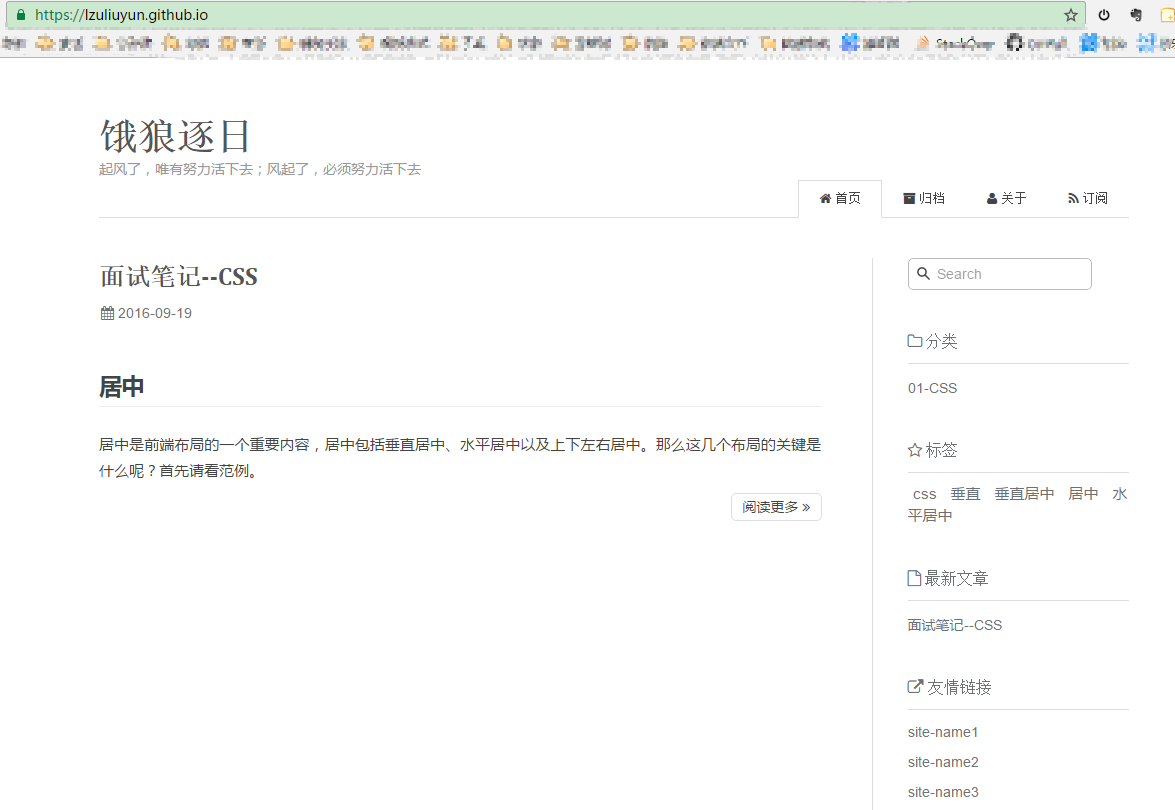 https://lzuliuyun.github.io
饿狼逐日
起风了，唯有努力活下去；风起了，必须努力活下去
首页 归档 关于 订阅
面试笔记--CSS
2016-09-19
居中
居中是前端布局的一个重要内容，居中包括垂直居中、水平居中以及上下左右居中。那么这几个布局的关键是
什么呢？首先请看范例。
阅读更多 »
Search
分类
01-CSS
标签
css 垂直 垂直居中 居中 水
平居中
最新文章
面试笔记--CSS
友情链接
site-name1
site-name2
site-name3